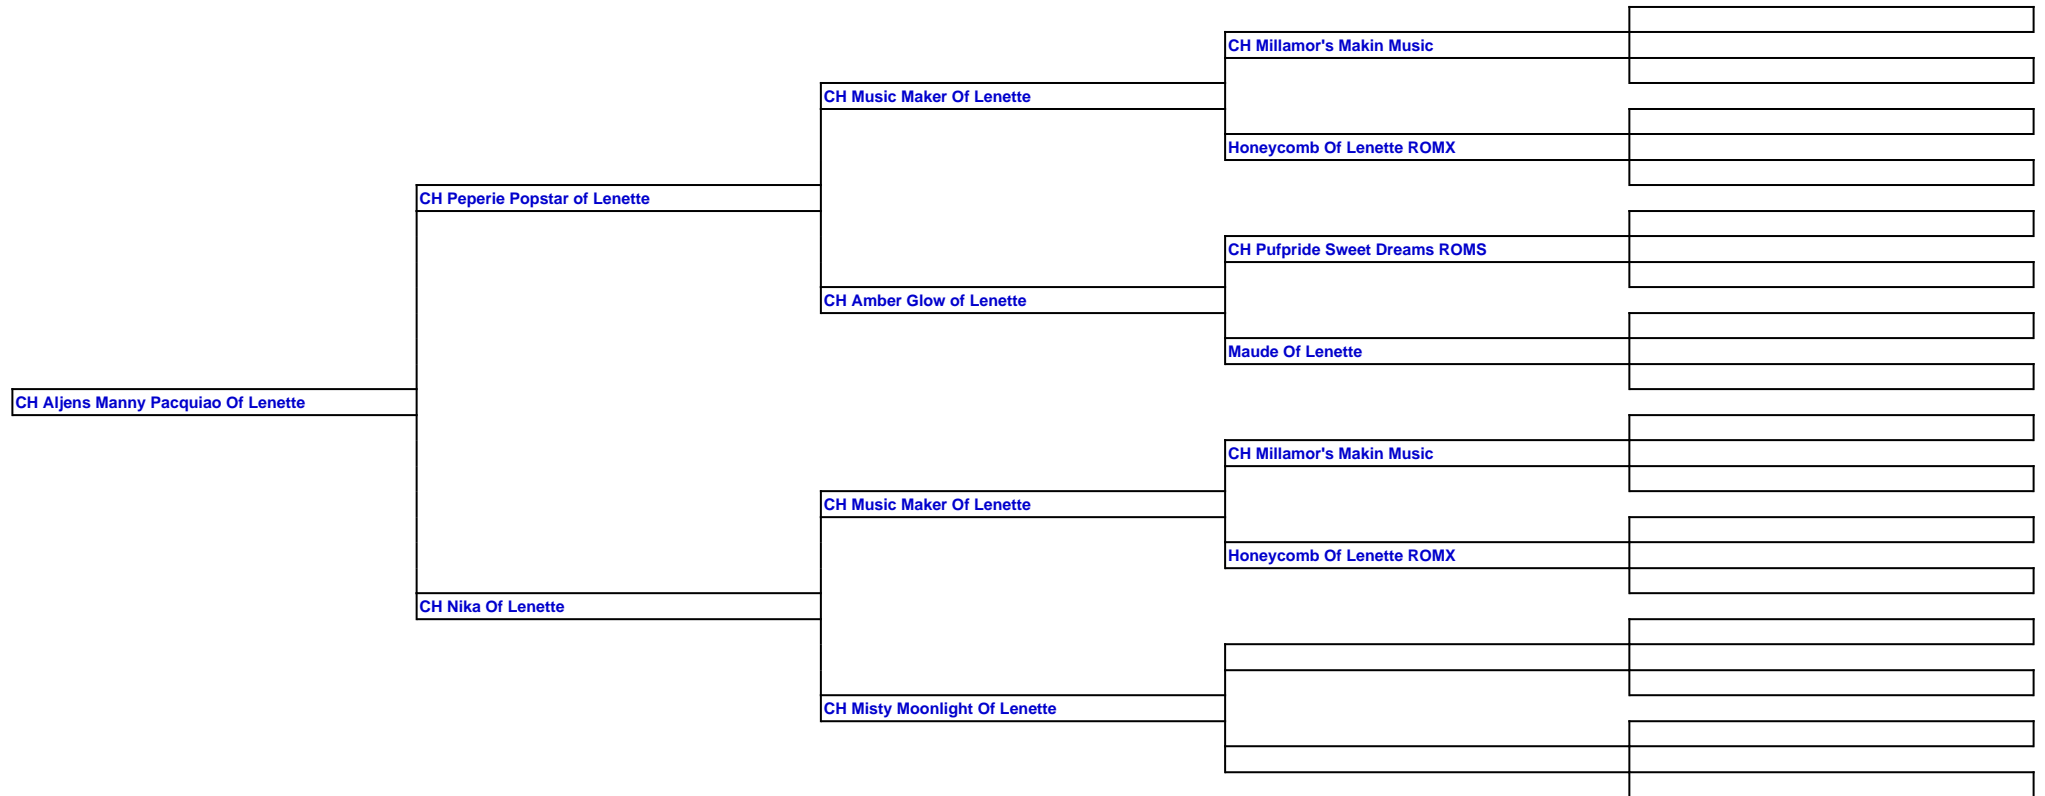 CH Millamor's Makin Music
CH Music Maker Of Lenette
Honeycomb Of Lenette ROMX
CH Peperie Popstar of Lenette
CH Pufpride Sweet Dreams ROMS
CH Amber Glow of Lenette
Maude Of Lenette
CH Aljens Manny Pacquiao Of Lenette
CH Millamor's Makin Music
CH Music Maker Of Lenette
Honeycomb Of Lenette ROMX
CH Nika Of Lenette
CH Misty Moonlight Of Lenette